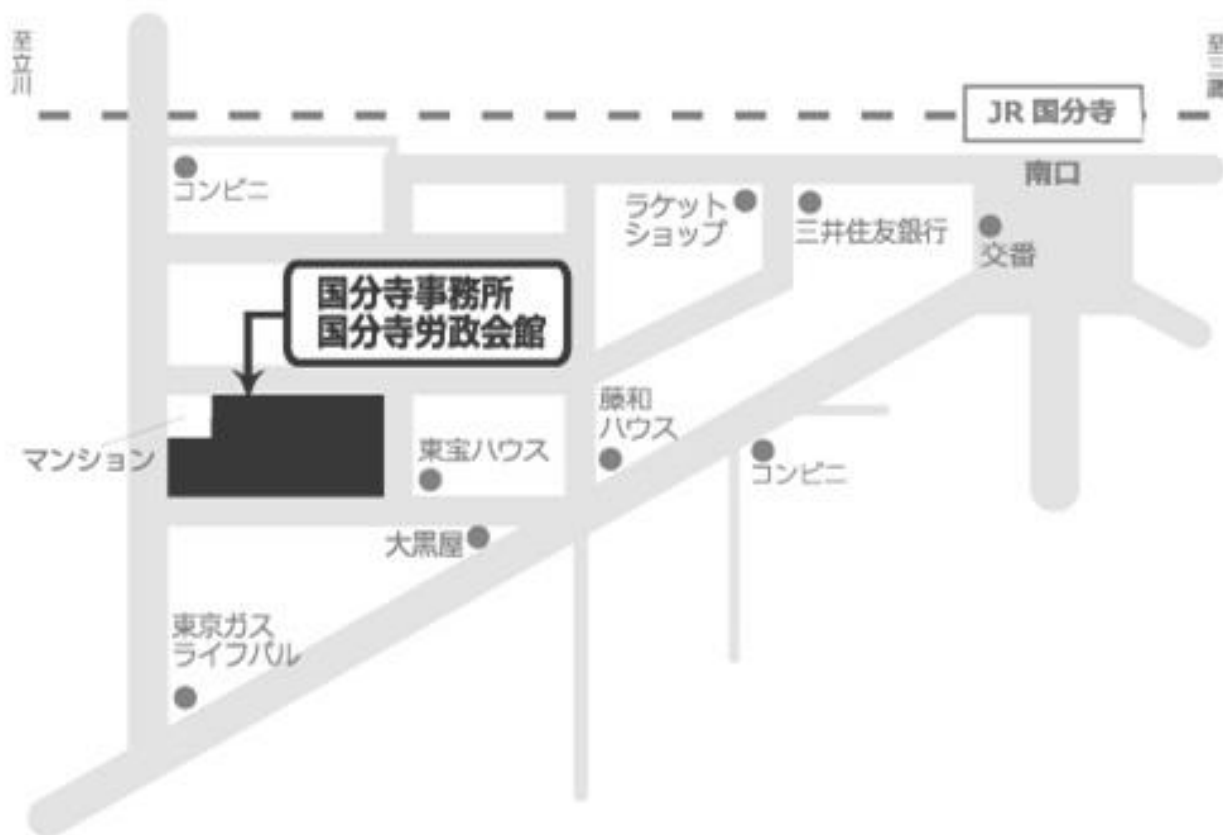 至立川
至三鷹
JR 国分寺
南口
コンビニ
ラケット
ショップ
三井住友銀行
交番
国分寺事務所
国分寺労政会館
藤和
ハウス
マンション
東宝ハウス
コンビニ
大黒屋
東京ガス
ライフバル